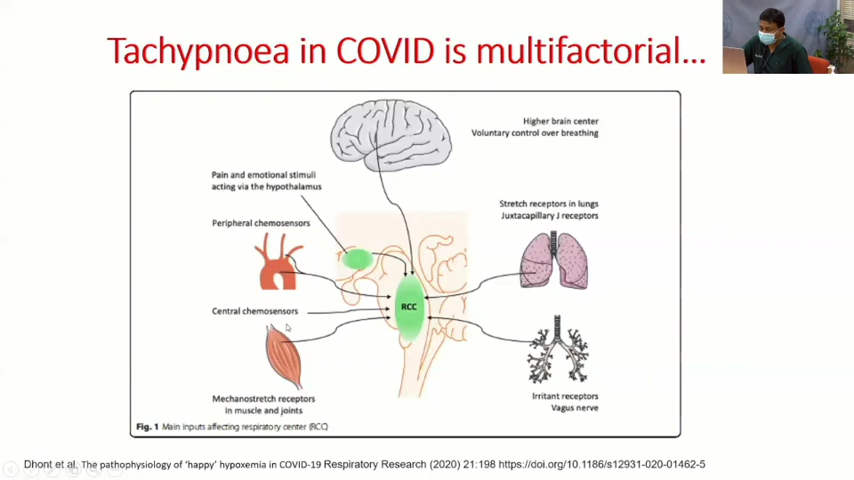 Tachypnoea in COVID is multifactorial...
Higher brain center
Voluntary control over breathing
Pain and emotional stimuli
acting via the hypothalamus
Stretch receptors in lungs
Juxtacapillary J receptors
Peripheral chemosensors
RCC
Central chemosensors
Mechanostretch receptors
In muscle and joints
Irritant receptors
Vagus nerve
Fig. 1 Main inputs affecting respiratory center (RCC)
Dhont et al. The pathophysiology of 'happy' hypoxemia in COVID-19 Respiratory Research (2020) 21:198 https://doi.org/10.1186/s12931-020-01462-5